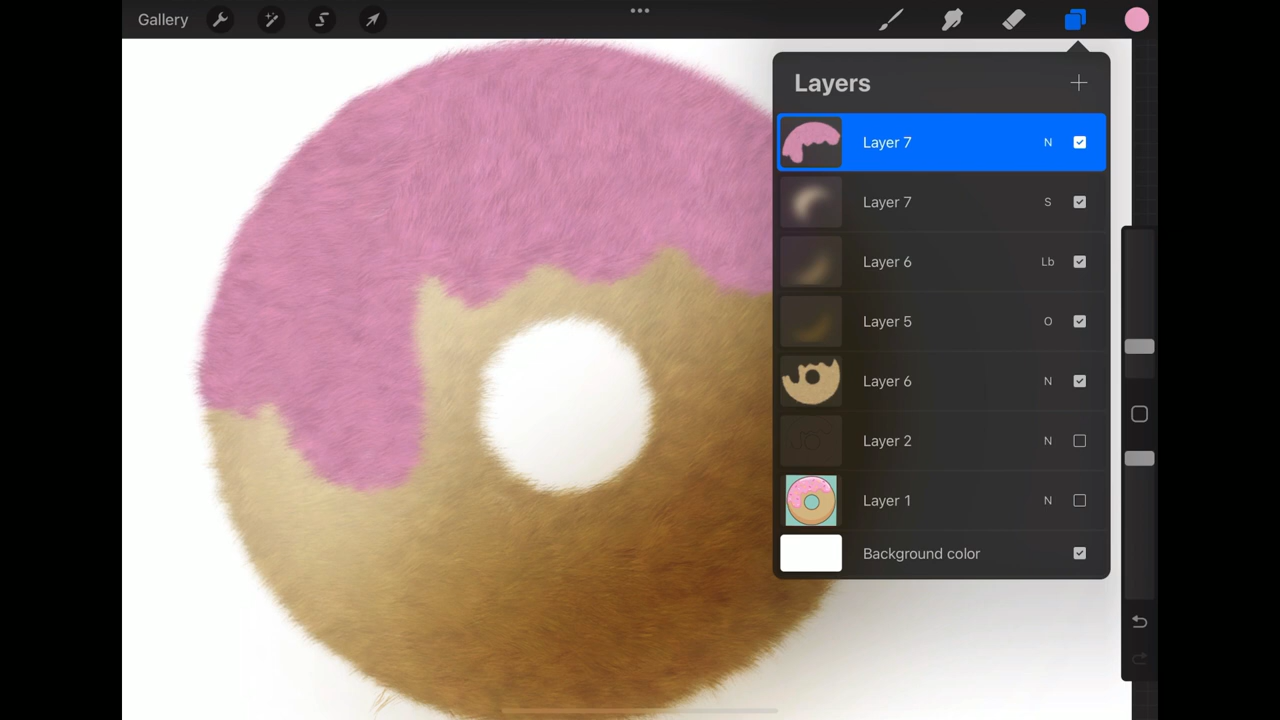 Gallery
Layers
Layer 7 N
Layer 7 S
Layer 6 Lb
Layer 5 O
Layer 6 N
Layer 2 N
Layer 1 N
Background color